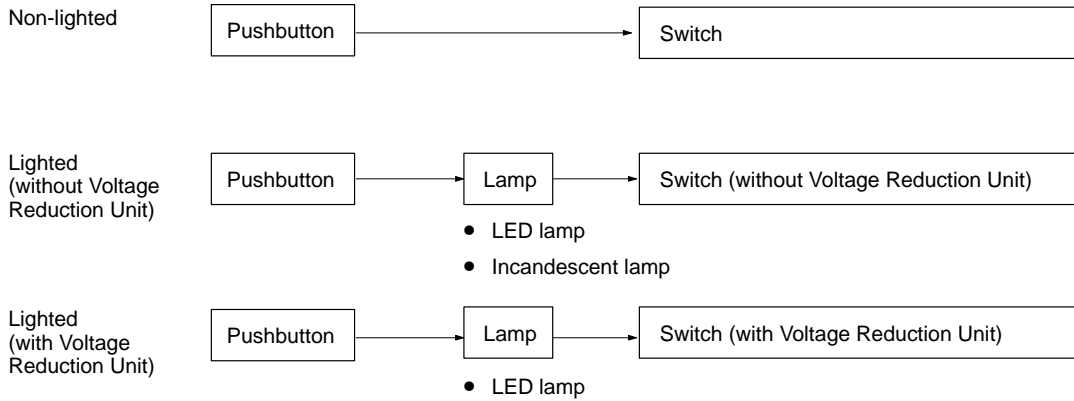 Non-lighted
Pushbutton
Switch
Lighted
(without Voltage
Reduction Unit)
Pushbutton
Lamp
Switch (without Voltage Reduction Unit)
● LED lamp
● Incandescent lamp
Lighted
(with Voltage
Reduction Unit)
Pushbutton
Lamp
Switch (with Voltage Reduction Unit)
● LED lamp